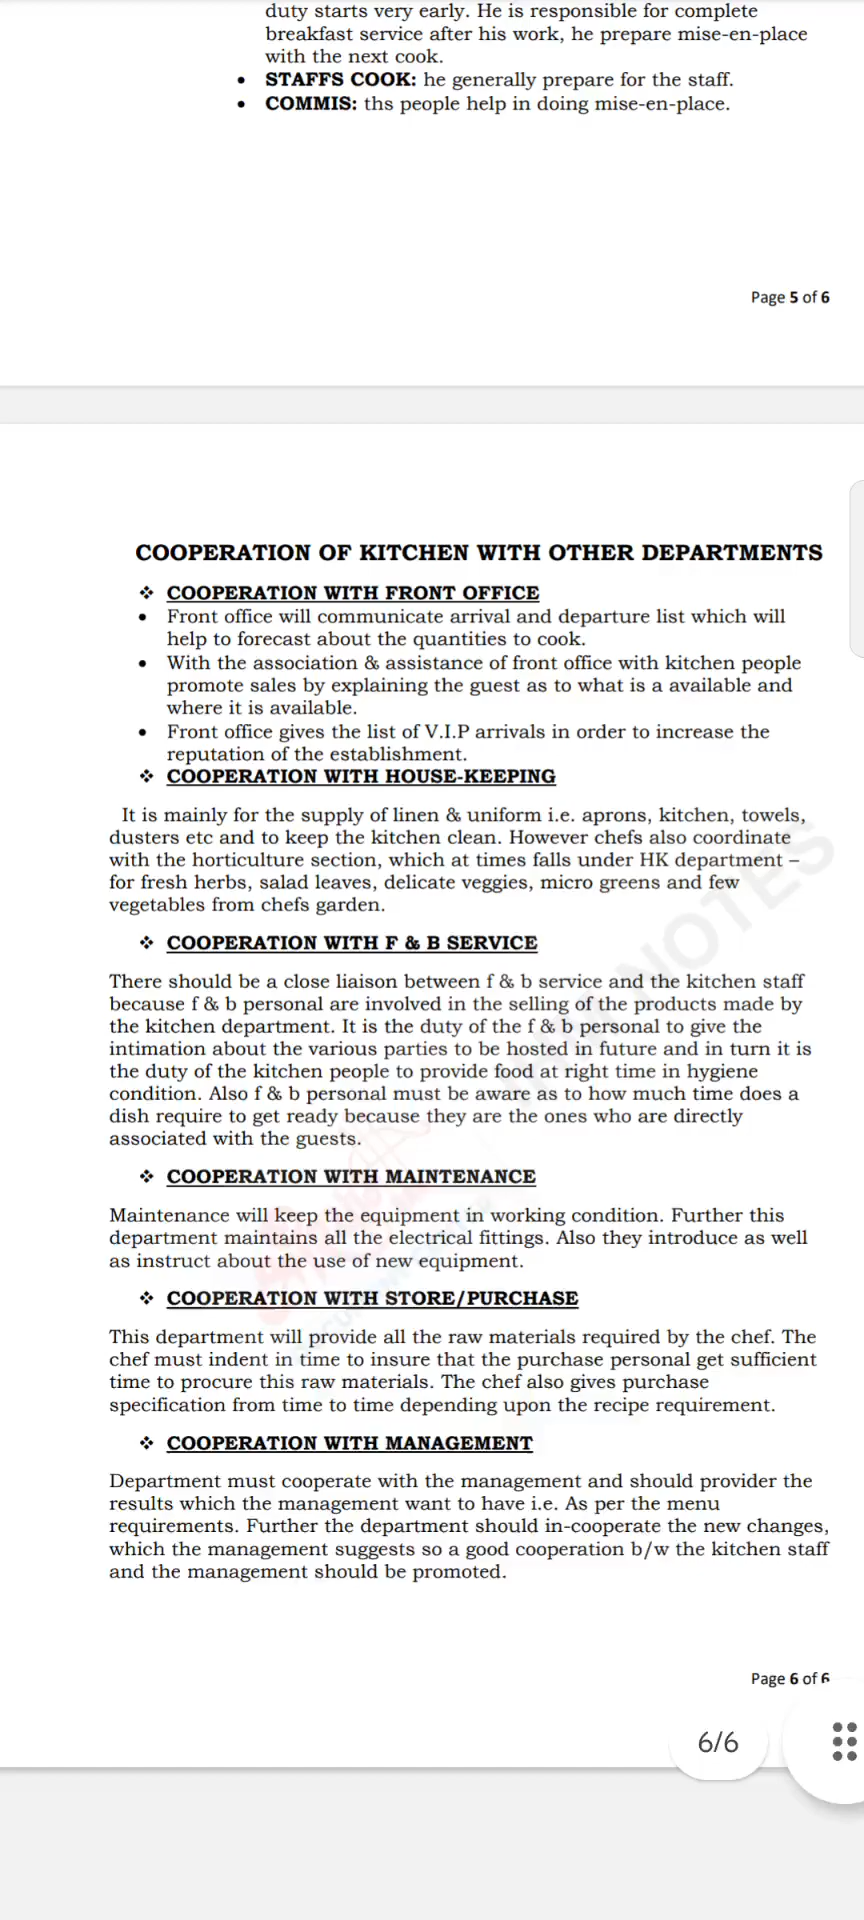 duty starts very early. He is responsible for complete
breakfast service after his work, he prepare mise-en-place
with the next cook.
• STAFFS COOK: he generally prepare for the staff.
• COMMIS: ths people help in doing mise-en-place.
Page 5 of 6
COOPERATION OF KITCHEN WITH OTHER DEPARTMENTS
❖ COOPERATION WITH FRONT OFFICE
• Front office will communicate arrival and departure list which will
help to forecast about the quantities to cook.
• With the association & assistance of front office with kitchen people
promote sales by explaining the guest as to what is a available and
where it is available.
• Front office gives the list of V.I.P arrivals in order to increase the
reputation of the establishment.
❖ COOPERATION WITH HOUSE-KEEPING
It is mainly for the supply of linen & uniform i.e. aprons, kitchen, towels,
dusters etc and to keep the kitchen clean. However chefs also coordinate
with the horticulture section, which at times falls under HK department –
for fresh herbs, salad leaves, delicate veggies, micro greens and few
vegetables from chefs garden.
❖ COOPERATION WITH F & B SERVICE
There should be a close liaison between f & b service and the kitchen staff
because f & b personal are involved in the selling of the products made by
the kitchen department. It is the duty of the f & b personal to give the
intimation about the various parties to be hosted in future and in turn it is
the duty of the kitchen people to provide food at right time in hygiene
condition. Also f & b personal must be aware as to how much time does a
dish require to get ready because they are the ones who are directly
associated with the guests.
❖ COOPERATION WITH MAINTENANCE
Maintenance will keep the equipment in working condition. Further this
department maintains all the electrical fittings. Also they introduce as well
as instruct about the use of new equipment.
❖ COOPERATION WITH STORE/PURCHASE
This department will provide all the raw materials required by the chef. The
chef must indent in time to insure that the purchase personal get sufficient
time to procure this raw materials. The chef also gives purchase
specification from time to time depending upon the recipe requirement.
❖ COOPERATION WITH MANAGEMENT
Department must cooperate with the management and should provider the
results which the management want to have i.e. As per the menu
requirements. Further the department should in-cooperate the new changes,
which the management suggests so a good cooperation b/w the kitchen staff
and the management should be promoted.
Page 6 of 6
6/6
NOTES